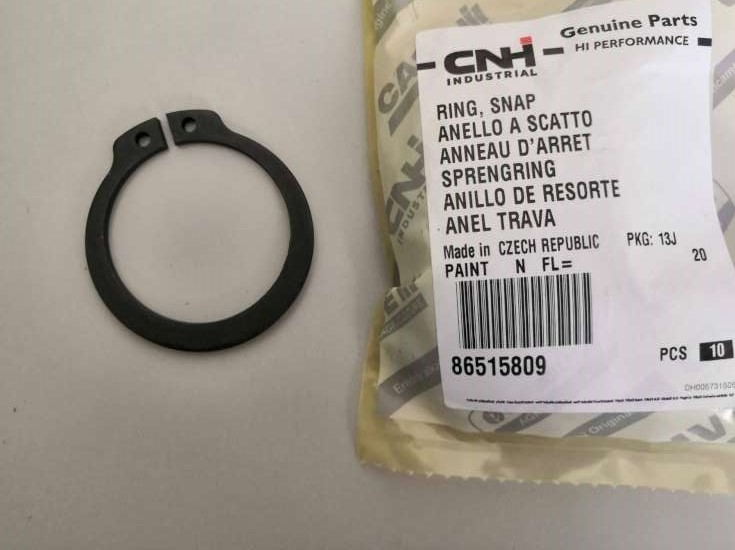 CNH
INDUSTRIAL
Genuine Parts
HI PERFORMANCE
RING, SNAP
ANELLO A SCATTO
ANNEAU D'ARRET
SPRENGRING
ANILLO DE RESORTE
ANEL TRAVA
Made in CZECH REPUBLIC PKG: 13J
20
PAINT N FL=
86515809
PCS 10